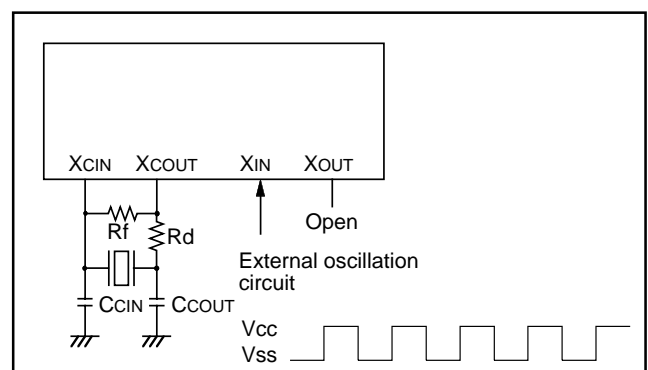 XCIN XCOUT XIN XOUT
Rf
Rd
Open
External oscillation
circuit
CCIN CCOUT
Vcc
Vss